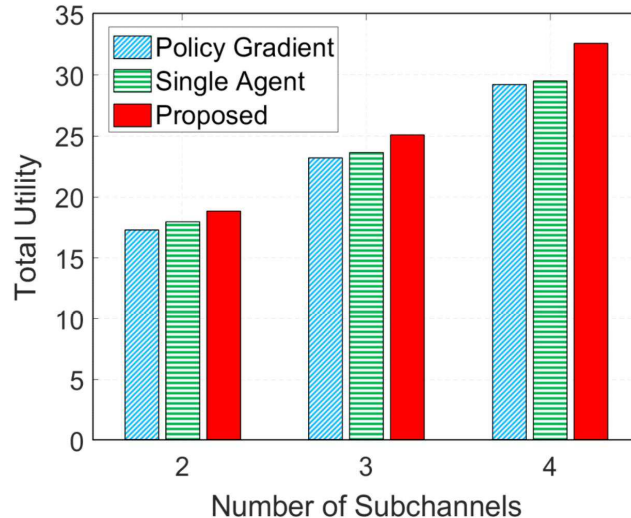 35
30
25
20
15
10
5
0
Total Utility
Policy Gradient
Single Agent
Proposed
2 3 4
Number of Subchannels